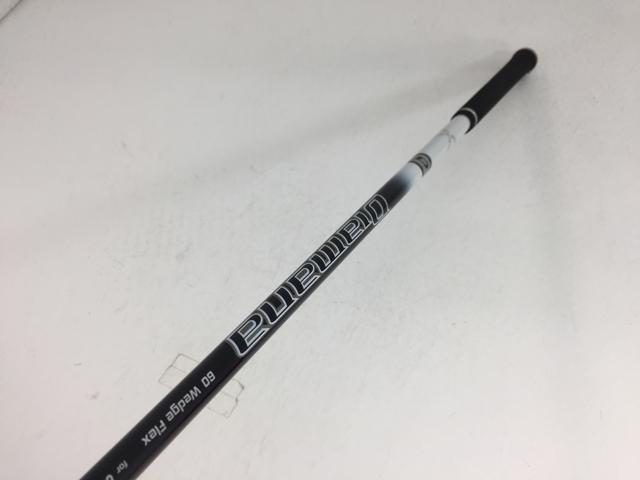 Diamana
60 Wedge Flex
for